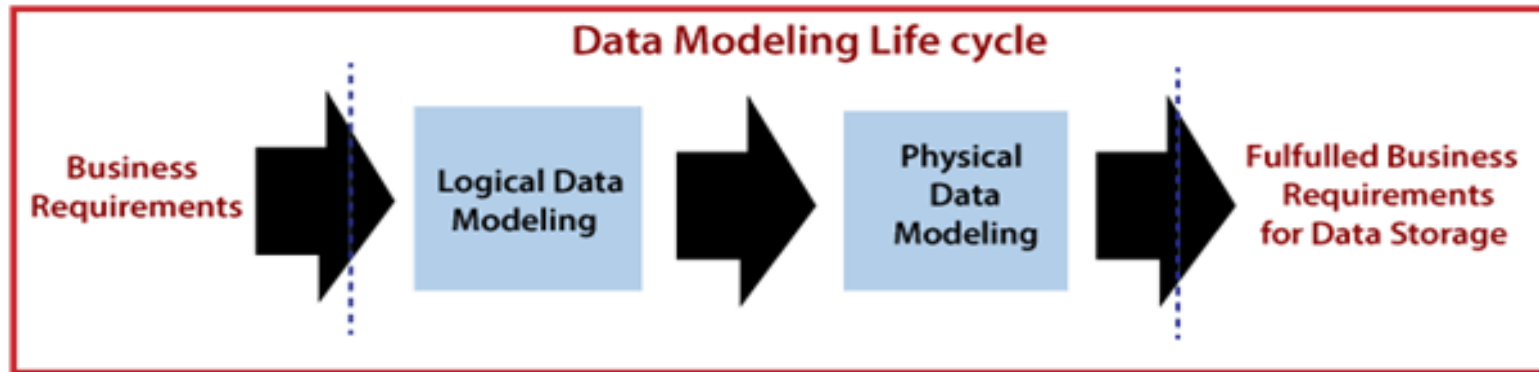 Data Modeling Life cycle
Business
Requirements
Logical Data
Modeling
Physical
Data
Modeling
Fulfulled Business
Requirements
for Data Storage